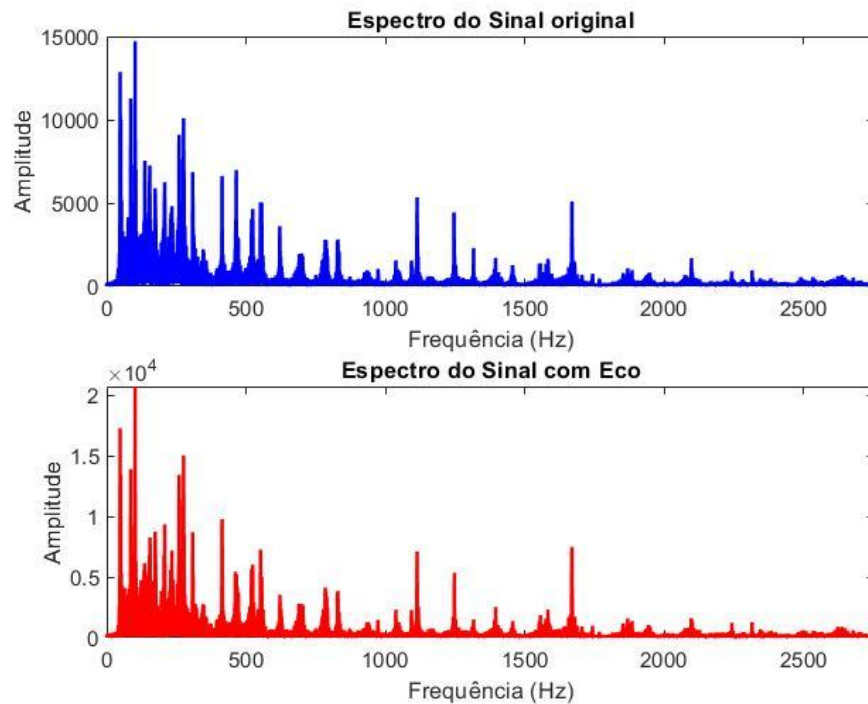 Espectro do Sinal original
15000
10000
5000
0
Amplitude
0 500 1000 1500 2000 2500
Frequência (Hz)
Espectro do Sinal com Eco
×10⁴
2
1.5
1
0.5
0
Amplitude
0 500 1000 1500 2000 2500
Frequência (Hz)